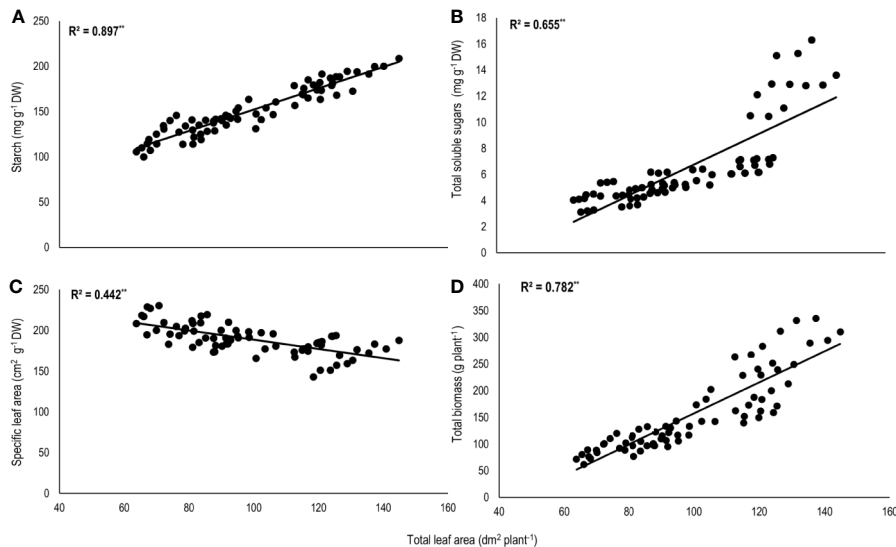 A
R² = 0.897**
250
200
150
100
50
0
Starch (mg g⁻¹ DW)
B
R² = 0.655**
18
16
14
12
10
8
6
4
2
0
Total soluble sugars (mg g⁻¹ DW)
C
R² = 0.442**
250
200
150
100
50
0
Specific leaf area (cm² g⁻¹ DW)
40 60 80 100 120 140 160
D
R² = 0.782**
400
350
300
250
200
150
100
50
0
Total biomass (g plant⁻¹)
40 60 80 100 120 140 160
Total leaf area (dm² plant⁻¹)